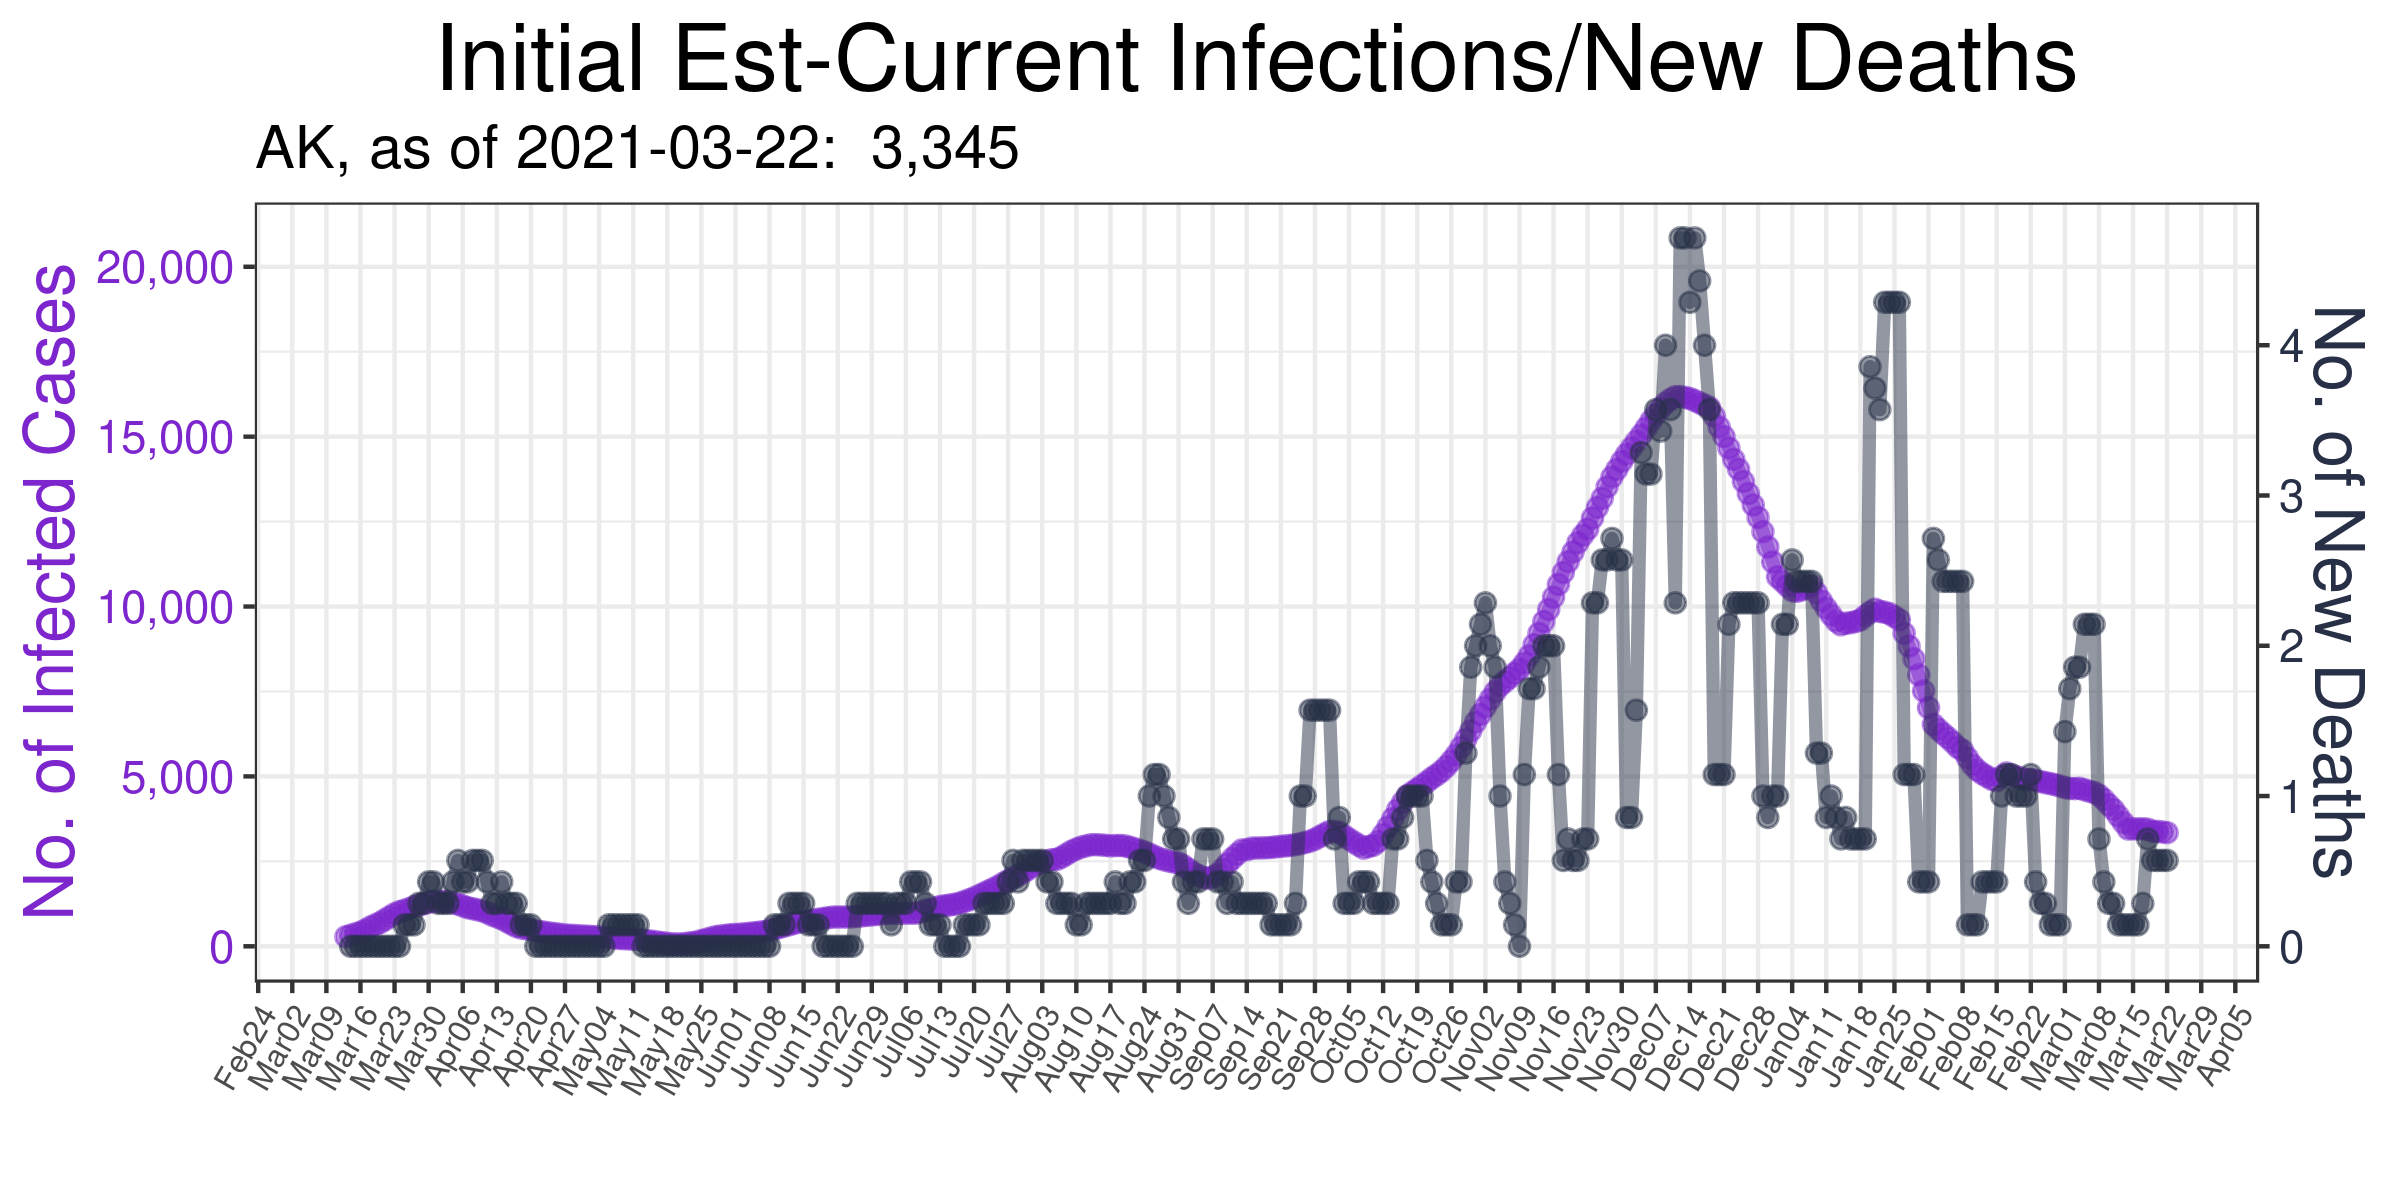 Initial Est-Current Infections/New Deaths
AK, as of 2021-03-22:  3,345
No. of Infected Cases
20,000
15,000
10,000
5,000
0
No. of New Deaths
4
3
2
1
0
Feb24
Mar02
Mar09
Mar16
Mar23
Mar30
Apr06
Apr13
Apr20
Apr27
May04
May11
May18
May25
Jun01
Jun08
Jun15
Jun22
Jun29
Jul06
Jul13
Jul20
Jul27
Aug03
Aug10
Aug17
Aug24
Aug31
Sep07
Sep14
Sep21
Sep28
Oct05
Oct12
Oct19
Oct26
Nov02
Nov09
Nov16
Nov23
Nov30
Dec07
Dec14
Dec21
Dec28
Jan04
Jan11
Jan18
Jan25
Feb01
Feb08
Feb15
Feb22
Mar01
Mar08
Mar15
Mar22
Mar29
Apr05